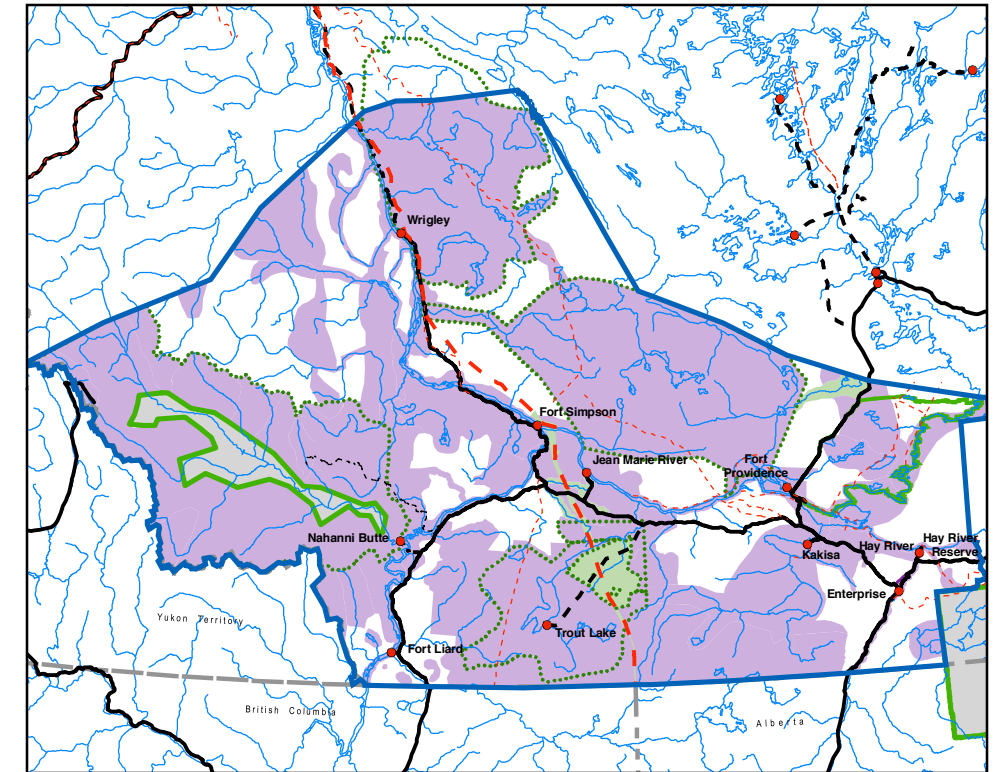 Wrigley
Fort Simpson
Jean Marie River
Fort
Providence
Nahanni Butte
Kakisa
Hay River
Hay River
Reserve
Enterprise
Yukon Territory
Trout Lake
Fort Liard
British Columbia
Alberta